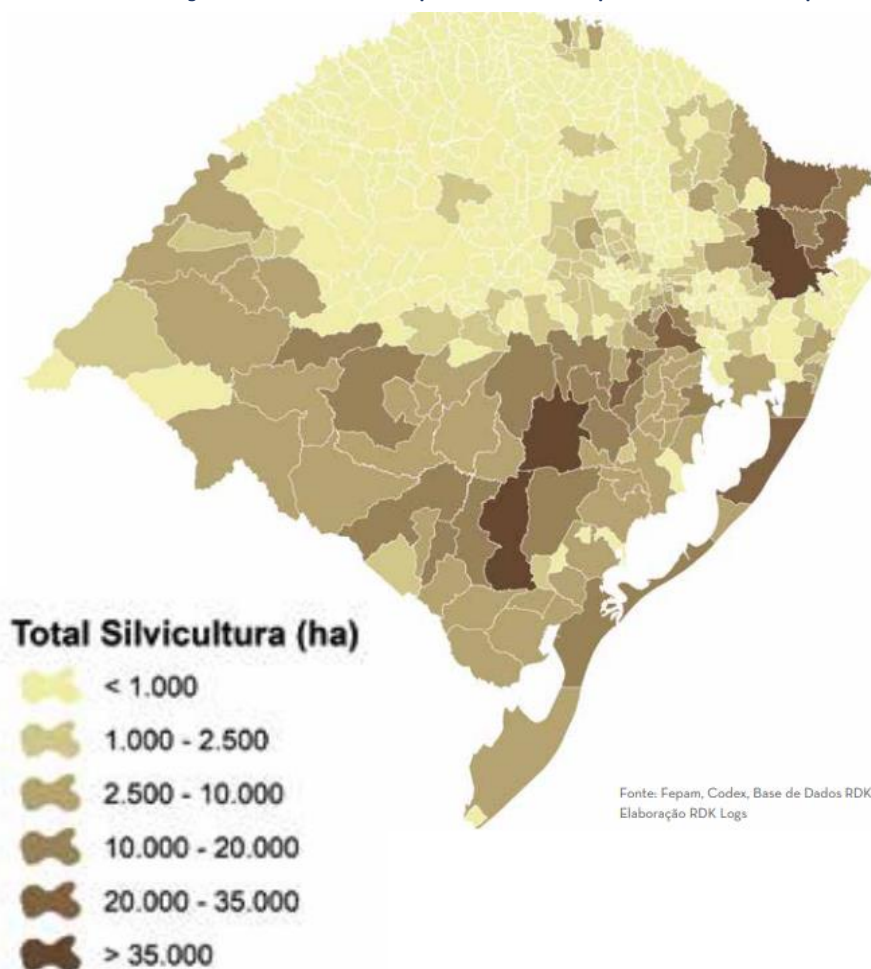 Total Silvicultura (ha)
< 1.000
1.000 - 2.500
2.500 - 10.000
10.000 - 20.000
20.000 - 35.000
> 35.000
Fonte: Fepam, Codex, Base de Dados RDK
Elaboração RDK Logs